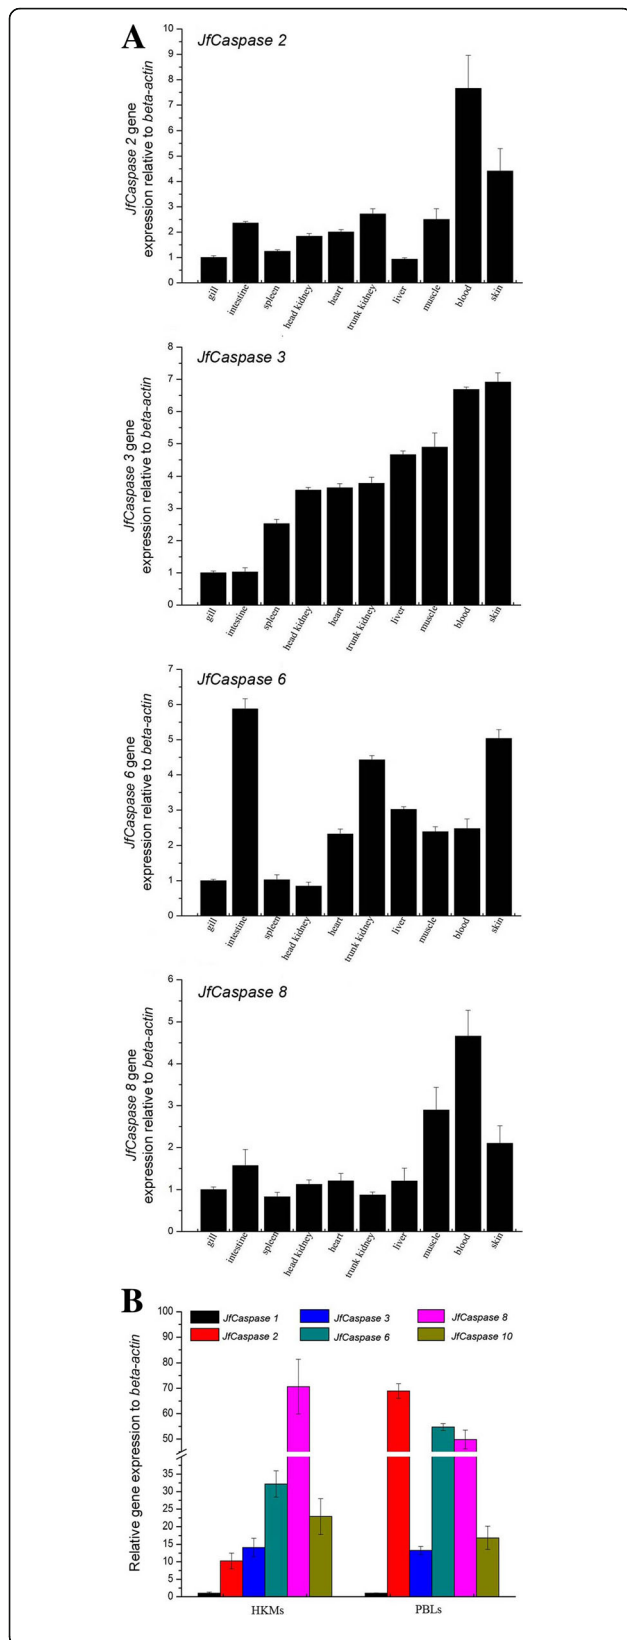 A
JfCaspase 2
JfCaspase 2 gene
expression relative to beta-actin
10
9
8
7
6
5
4
3
2
1
0
gill
intestine
spleen
head kidney
heart
trunk kidney
liver
muscle
blood
skin
JfCaspase 3
JfCaspase 3 gene
expression relative to beta-actin
8
7
6
5
4
3
2
1
0
gill
intestine
spleen
head kidney
heart
trunk kidney
liver
muscle
blood
skin
JfCaspase 6
JfCaspase 6 gene
expression relative to beta-actin
7
6
5
4
3
2
1
0
gill
intestine
spleen
head kidney
heart
trunk kidney
liver
muscle
blood
skin
JfCaspase 8
JfCaspase 8 gene
expression relative to beta-actin
6
5
4
3
2
1
0
gill
intestine
spleen
head kidney
heart
trunk kidney
liver
muscle
blood
skin
B
JfCaspase 1
JfCaspase 3
JfCaspase 8
JfCaspase 2
JfCaspase 6
JfCaspase 10
Relative gene expression to beta-actin
100
90
80
70
60
50
35
30
25
20
15
10
5
0
HKMs
PBLs